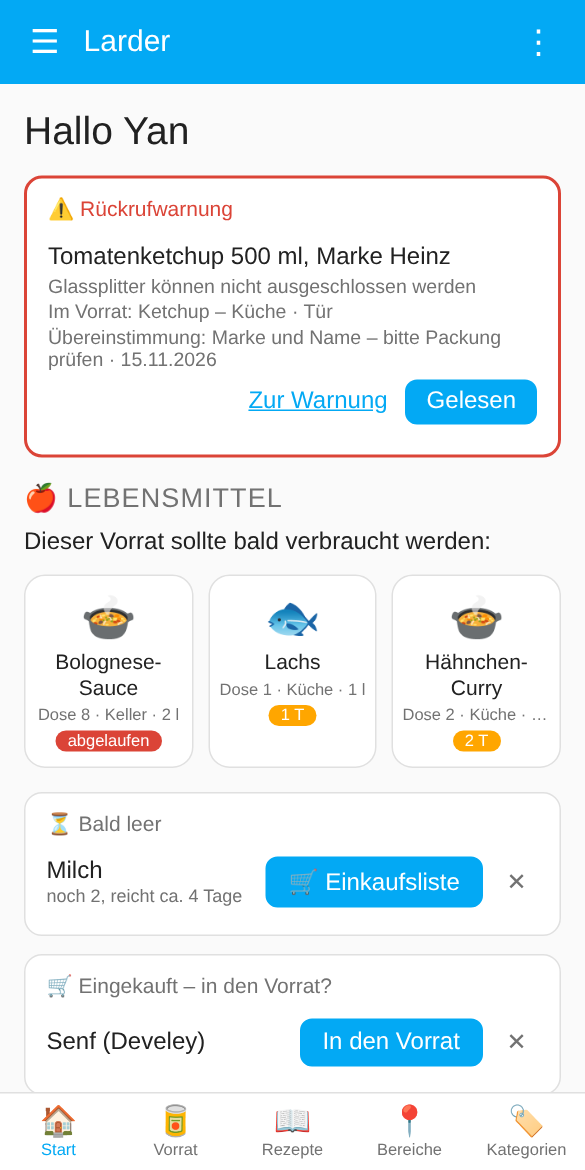 Larder
Hallo Yan
Rückrufwarnung
Tomatenketchup 500 ml, Marke Heinz
Glassplitter können nicht ausgeschlossen werden
Im Vorrat: Ketchup – Küche · Tür
Übereinstimmung: Marke und Name – bitte Packung
prüfen · 15.11.2026
Zur Warnung
Gelesen
LEBENSMITTEL
Dieser Vorrat sollte bald verbraucht werden:
Bolognese-
Sauce
Dose 8 · Keller · 2 l
abgelaufen
Lachs
Dose 1 · Küche · 1 l
1 T
Hähnchen-
Curry
Dose 2 · Küche · …
2 T
Bald leer
Milch
noch 2, reicht ca. 4 Tage
Einkaufsliste
Eingekauft – in den Vorrat?
Senf (Develey)
In den Vorrat
Start
Vorrat
Rezepte
Bereiche
Kategorien